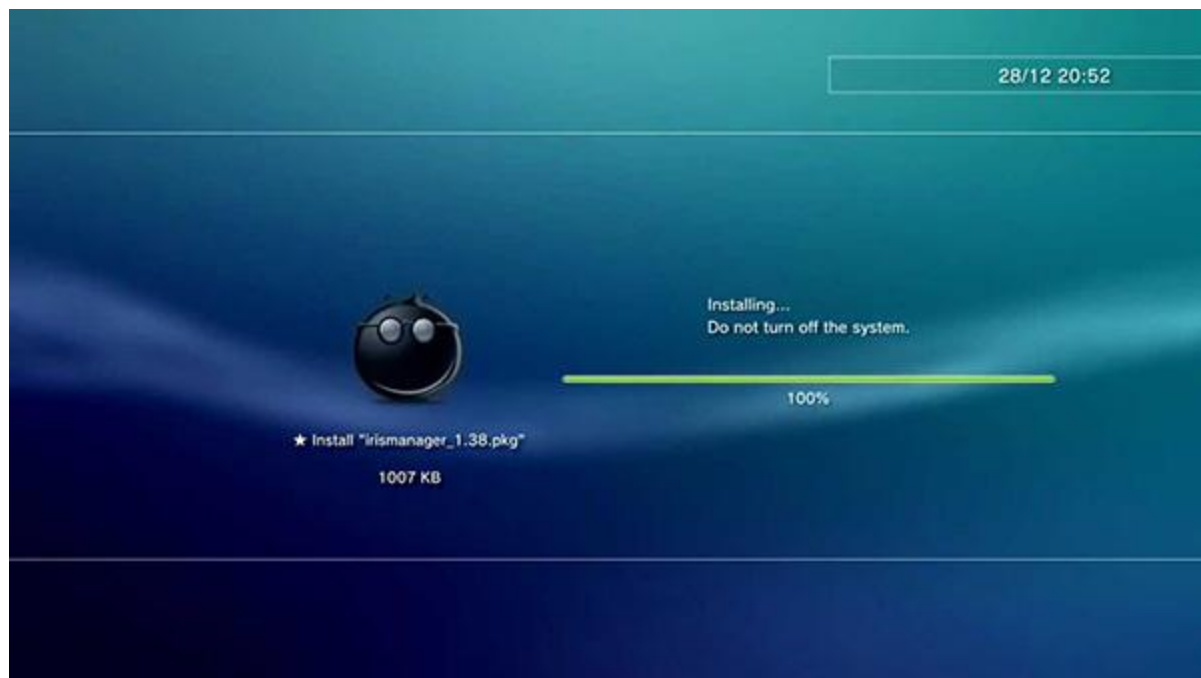 28/12 20:52
Installing...
Do not turn off the system.
100%
★ Install "irismanager_1.38.pkg"
1007 KB